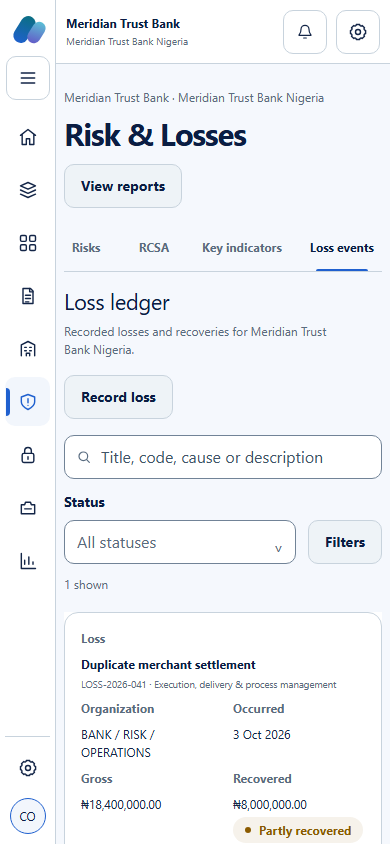 Meridian Trust Bank
Meridian Trust Bank Nigeria
Meridian Trust Bank · Meridian Trust Bank Nigeria
Risk & Losses
View reports
Risks RCSA Key indicators Loss events
Loss ledger
Recorded losses and recoveries for Meridian Trust
Bank Nigeria.
Record loss
Title, code, cause or description
Status
All statuses v Filters
1 shown
Loss
Duplicate merchant settlement
LOSS-2026-041 · Execution, delivery & process management
Organization Occurred
BANK / RISK / 3 Oct 2026
OPERATIONS
Gross Recovered
₦18,400,000.00 ₦8,000,000.00
Partly recovered
CO